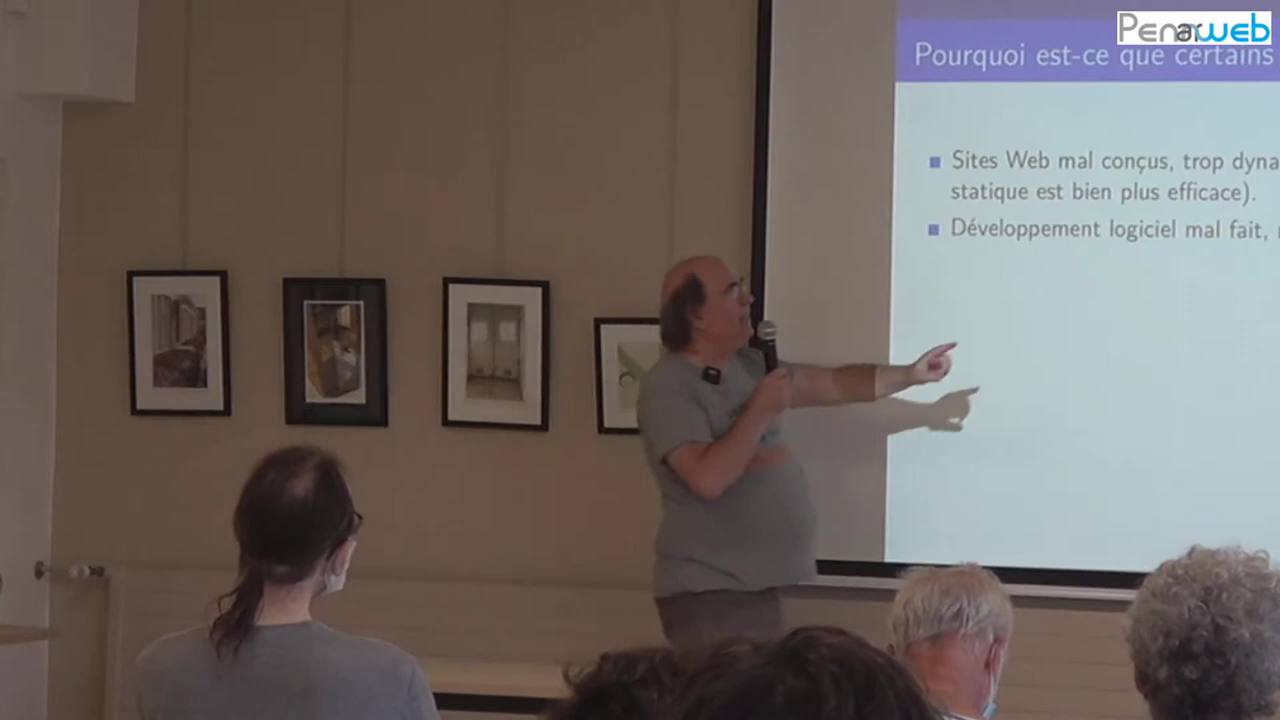 Penarweb
Pourquoi est-ce que certains
Sites Web mal conçus, trop dyna
statique est bien plus efficace).
Développement logiciel mal fait,